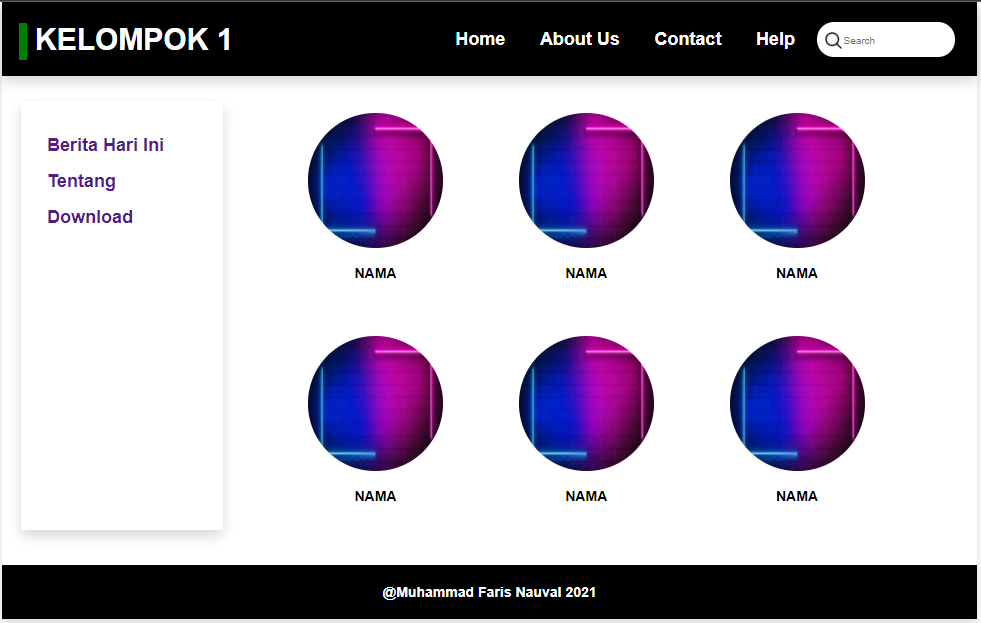 KELOMPOK 1
Home About Us Contact Help Search
Berita Hari Ini
Tentang
Download
NAMA NAMA NAMA
NAMA NAMA NAMA
@Muhammad Faris Nauval 2021